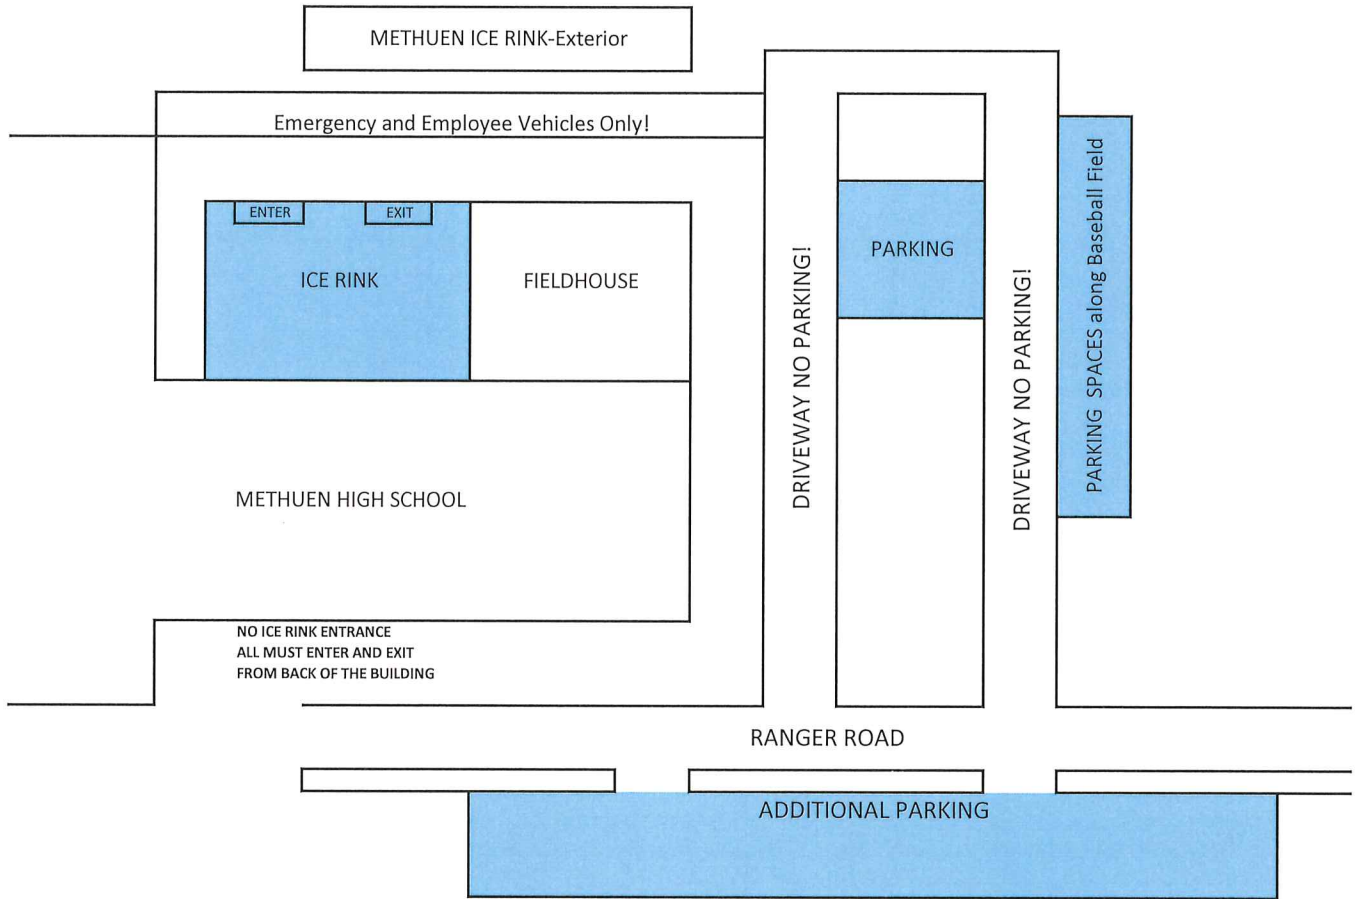 METHUEN ICE RINK-Exterior
Emergency and Employee Vehicles Only!
ENTER
EXIT
ICE RINK
FIELDHOUSE
DRIVEWAY NO PARKING!
PARKING
DRIVEWAY NO PARKING!
PARKING SPACES along Baseball Field
METHUEN HIGH SCHOOL
NO ICE RINK ENTRANCE
ALL MUST ENTER AND EXIT
FROM BACK OF THE BUILDING
RANGER ROAD
ADDITIONAL PARKING